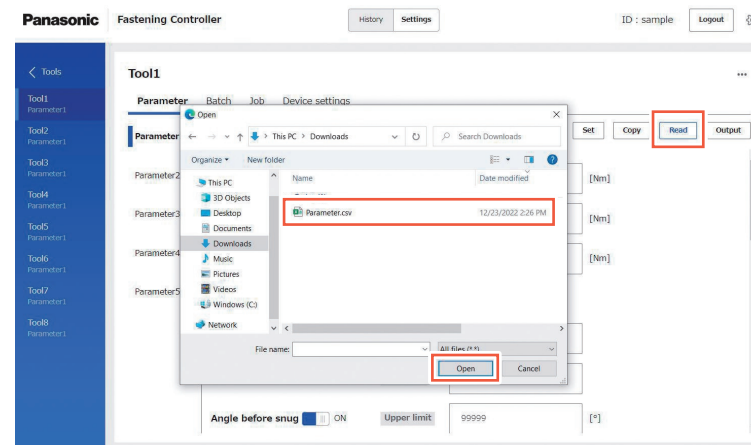 Panasonic Fastening Controller History Settings ID : sample Logout
Tools
Tool1
Parameter1
Tool2
Parameter1
Tool3
Parameter1
Tool4
Parameter1
Tool5
Parameter1
Tool6
Parameter1
Tool7
Parameter1
Tool8
Parameter1
Tool1
Parameter Batch Job Device settings
Parameter
Set Copy Read Output
Parameter2 [Nm]
Parameter3 [Nm]
Parameter4 [Nm]
Parameter5
Open
This PC > Downloads Search Downloads
Organize New folder
Name Date modified
This PC
3D Objects
Desktop
Documents
Downloads
Music
Pictures
Videos
Windows (C:)
Network
Parameter.csv 12/23/2022 2:26 PM
File name: All files (*.*)
Open Cancel
Angle before snug ON Upper limit 99999 [°]